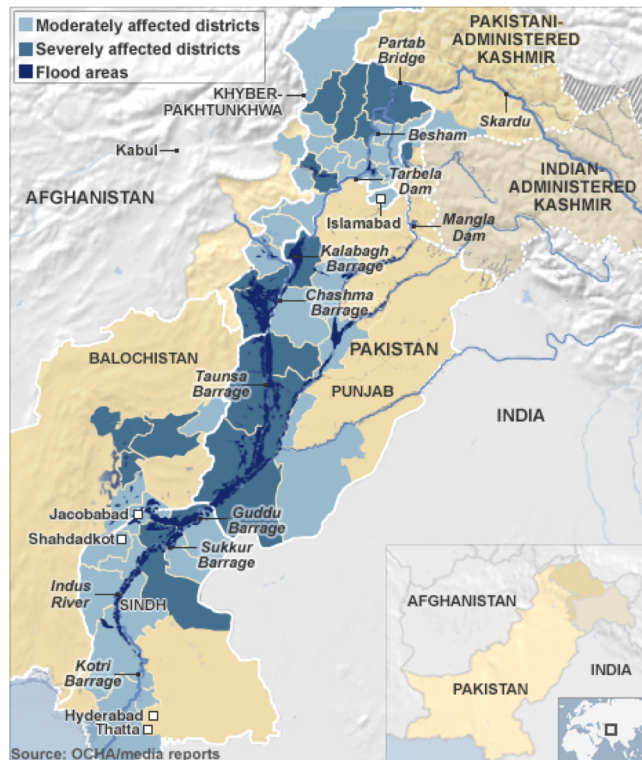 Moderately affected districts
Severely affected districts
Flood areas
PAKISTANI-
ADMINISTERED
KASHMIR
Partab
Bridge
KHYBER-
PAKHTUNKHWA
Skardu
Besham
Kabul
Tarbela
Dam
AFGHANISTAN
INDIAN-
ADMINISTERED
KASHMIR
Islamabad
Mangla
Dam
Kalabagh
Barrage
Chashma
Barrage
BALOCHISTAN
PAKISTAN
Taunsa
Barrage
PUNJAB
INDIA
Jacobabad
Guddu
Barrage
Shahdadkot
Sukkur
Barrage
Indus
River
SINDH
Kotri
Barrage
Hyderabad
Thatta
AFGHANISTAN
INDIA
PAKISTAN
Source: OCHA/media reports